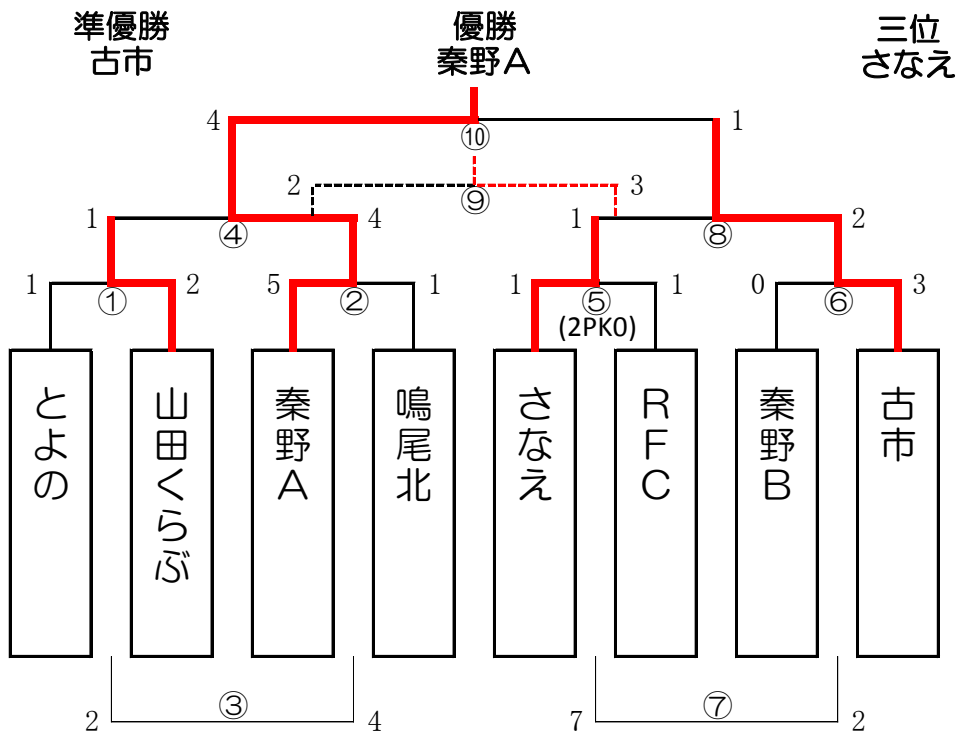 準優勝
古市
優勝
秦野A
三位
さなえ
4
⑩
1
2
⑨
3
1
④
4
1
⑧
2
1
①
2
5
②
1
1
⑤
1
0
⑥
3
(2PK0)
とよの
山田くらぶ
秦野A
鳴尾北
さなえ
RFC
秦野B
古市
2
③
4
7
⑦
2